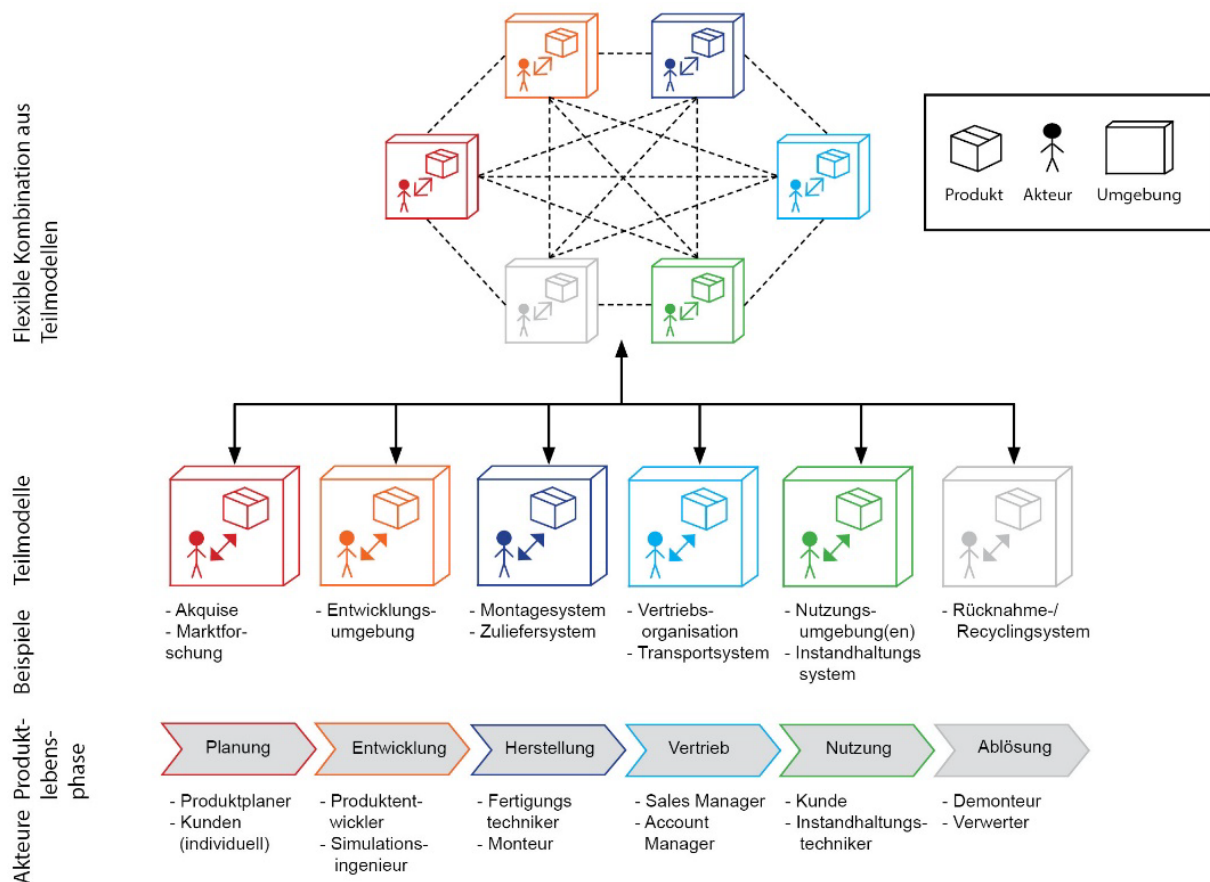 Flexible Kombination aus
Teilmodellen
Produkt
Akteur
Umgebung
Teilmodelle
Beispiele
- Akquise
- Marktfor-
schung
- Entwicklungs-
umgebung
- Montagesystem
- Zuliefersystem
- Vertriebs-
organisation
- Transportsystem
- Nutzungs-
umgebung(en)
- Instandhaltungs
system
- Rücknahme-/
Recyclingsystem
Produkt-
lebens-
phase
Planung
Entwicklung
Herstellung
Vertrieb
Nutzung
Ablösung
Akteure
- Produktplaner
- Kunden
(individuell)
- Produktent-
wickler
- Simulations-
ingenieur
- Fertigungs
techniker
- Monteur
- Sales Manager
- Account
Manager
- Kunde
- Instandhaltungs-
techniker
- Demonteur
- Verwerter